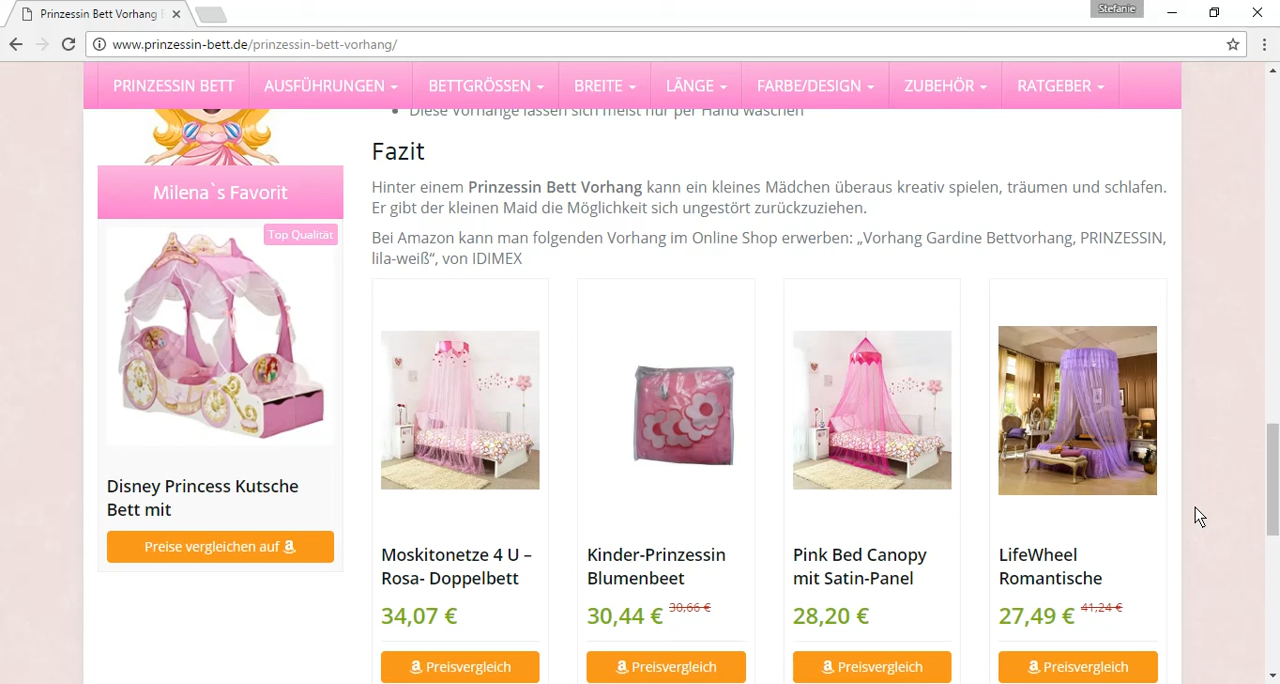 Prinzessin Bett Vorhang
Stefanie
www.prinzessin-bett.de/prinzessin-bett-vorhang/
PRINZESSIN BETT AUSFÜHRUNGEN BETTGRÖSSEN BREITE LÄNGE FARBE/DESIGN ZUBEHÖR RATGEBER
Diese Vorhänge lassen sich meist nur per Hand waschen
Milena`s Favorit
Top Qualität
Disney Princess Kutsche
Bett mit
Preise vergleichen auf
Fazit
Hinter einem Prinzessin Bett Vorhang kann ein kleines Mädchen überaus kreativ spielen, träumen und schlafen.
Er gibt der kleinen Maid die Möglichkeit sich ungestört zurückzuziehen.
Bei Amazon kann man folgenden Vorhang im Online Shop erwerben: „Vorhang Gardine Bettvorhang, PRINZESSIN,
lila-weiß“, von IDIMEX
Moskitonetze 4 U –
Rosa- Doppelbett
34,07 €
Preisvergleich
Kinder-Prinzessin
Blumenbeet
30,44 € 30,66 €
Preisvergleich
Pink Bed Canopy
mit Satin-Panel
28,20 €
Preisvergleich
LifeWheel
Romantische
27,49 € 41,24 €
Preisvergleich